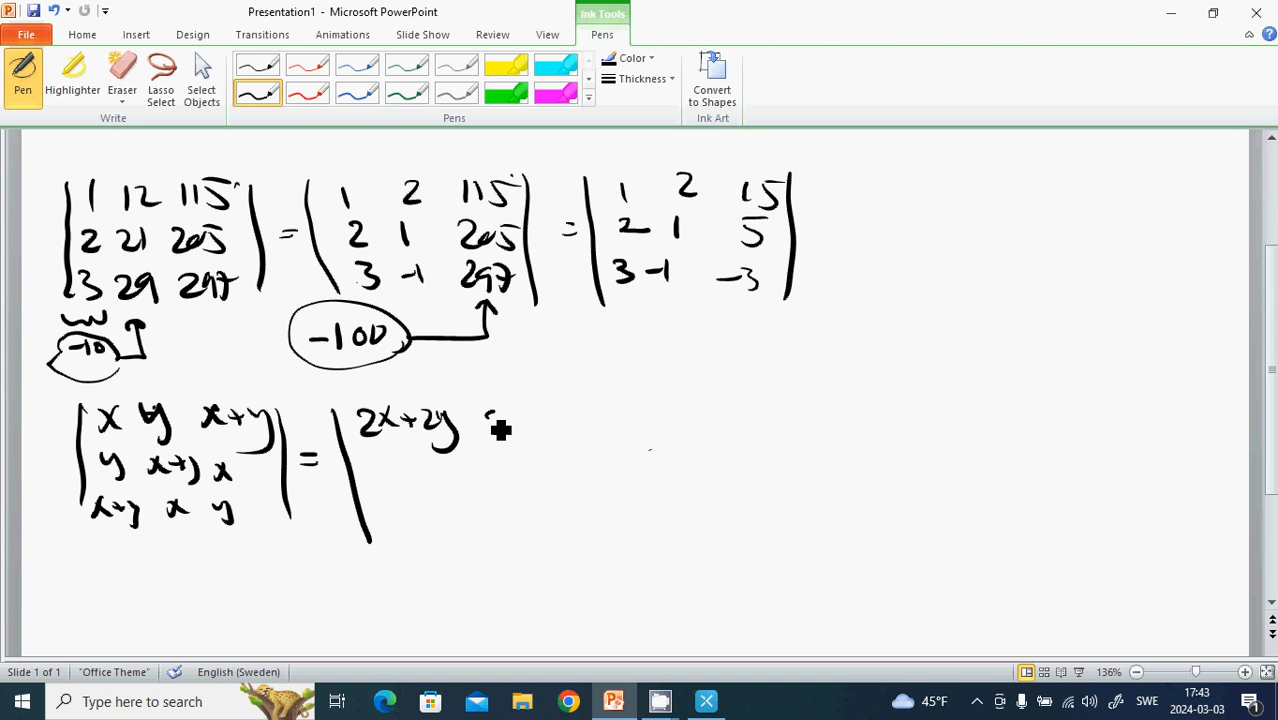 Presentation1 - Microsoft PowerPoint
Ink Tools
File Home Insert Design Transitions Animations Slide Show Review View Pens
Pen Highlighter Eraser Lasso Select Select Objects
Color
Thickness
Convert to Shapes
Write Pens Ink Art
| 1 12 115 | = | 1 2 115 | = | 1 2 15 |
| 2 21 205 | | 2 1 205 | | 2 1 5 |
| 3 29 297 | | 3 -1 297 | | 3 -1 -3 |
-10 -100
| x y x+y | = | 2x+2y
| y x+y x |
| x+y x y |
Slide 1 of 1 "Office Theme" English (Sweden) 136%
Type here to search 45°F SWE 17:43
2024-03-03